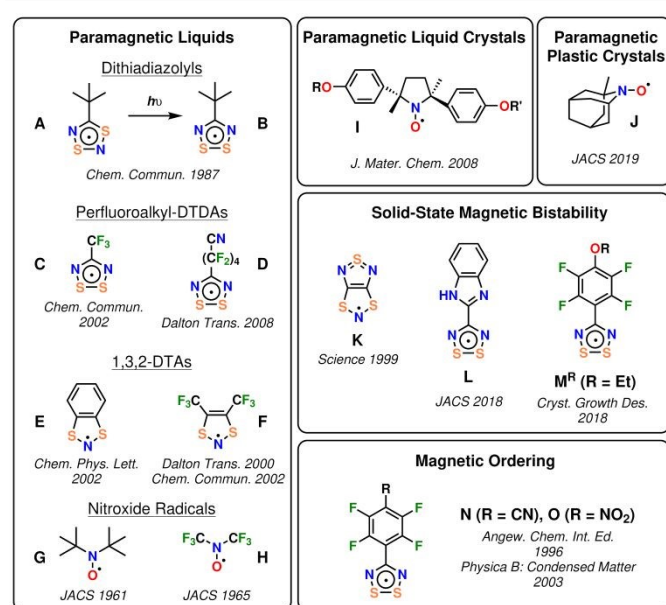 Paramagnetic Liquids
Dithiadiazolyls
A
N
S
S
N
hυ
N
N
S
S
B
Chem. Commun. 1987
Perfluoroalkyl-DTDAs
C
CF3
N
N
S
S
Chem. Commun.
2002
CN
(CF2)4
N
N
S
S
D
Dalton Trans. 2008
1,3,2-DTAs
E
S
S
N
Chem. Phys. Lett.
2002
F3C
CF3
S
S
N
F
Dalton Trans. 2000
Chem. Commun. 2002
Nitroxide Radicals
G
N
O
JACS 1961
F3C
CF3
N
O
H
JACS 1965
Paramagnetic Liquid Crystals
RO
N
O
OR'
I
J. Mater. Chem. 2008
Paramagnetic
Plastic Crystals
N
O
J
JACS 2019
Solid-State Magnetic Bistability
S
N
N
S
S
N
K
Science 1999
HN
N
N
N
S
S
L
JACS 2018
OR
F
F
F
F
N
N
S
S
M^R (R = Et)
Cryst. Growth Des.
2018
Magnetic Ordering
R
F
F
F
F
N
N
S
S
N (R = CN), O (R = NO2)
Angew. Chem. Int. Ed.
1996
Physica B: Condensed Matter
2003